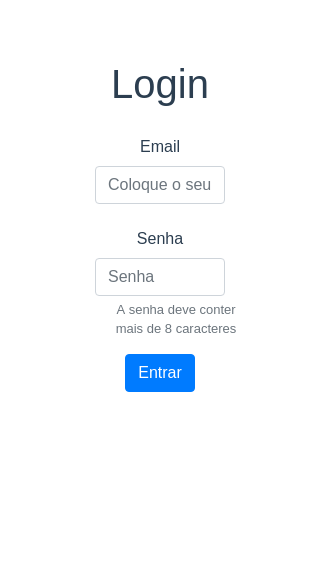 Login
Email
Coloque o seu
Senha
Senha
A senha deve conter
mais de 8 caracteres
Entrar